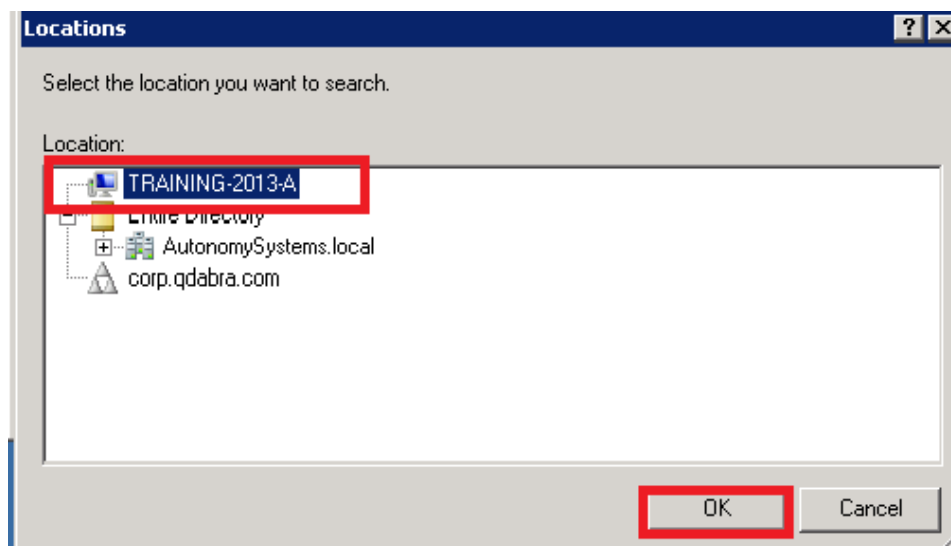 Locations
Select the location you want to search.
Location:
TRAINING-2013-A
Entire Directory
AutonomySystems.local
corp.qdabra.com
OK Cancel